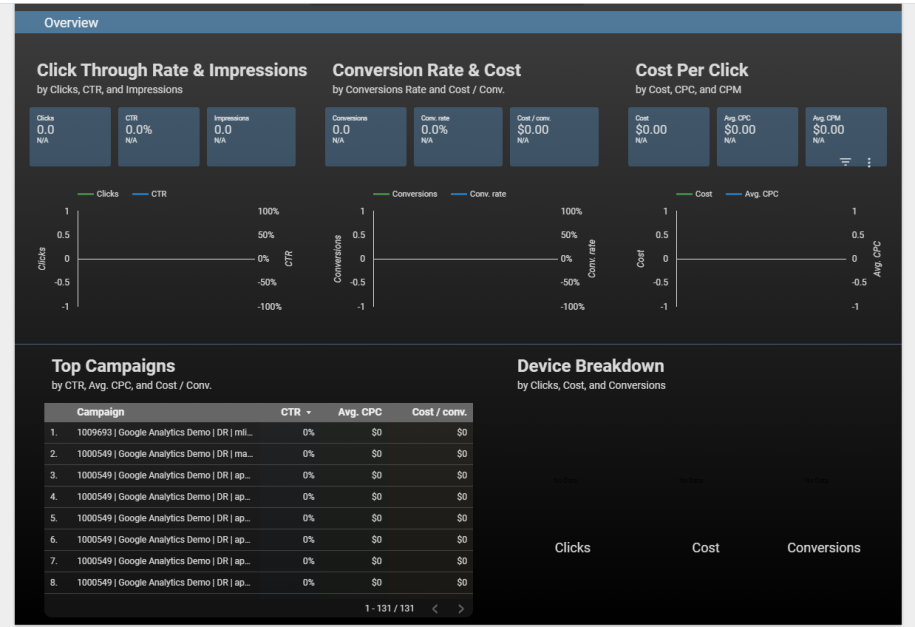 Overview
Click Through Rate & Impressions
by Clicks, CTR, and Impressions
Conversion Rate & Cost
by Conversions Rate and Cost / Conv.
Cost Per Click
by Cost, CPC, and CPM
Clicks
0.0
N/A
CTR
0.0%
N/A
Impressions
0.0
N/A
Conversions
0.0
N/A
Conv. rate
0.0%
N/A
Cost / conv.
$0.00
N/A
Cost
$0.00
N/A
Avg. CPC
$0.00
N/A
Avg. CPM
$0.00
N/A
Clicks CTR
1 100%
0.5 50%
0 0%
-0.5 -50%
-1 -100%
Clicks
CTR
Conversions Conv. rate
1 100%
0.5 50%
0 0%
-0.5 -50%
-1 -100%
Conversions
Conv. rate
Cost Avg. CPC
1 1
0.5 0.5
0 0
-0.5 -0.5
-1 -1
Cost
Avg. CPC
Top Campaigns
by CTR, Avg. CPC, and Cost / Conv.
Campaign CTR Avg. CPC Cost / conv.
1. 1009693 | Google Analytics Demo | DR | mli... 0% $0 $0
2. 1000549 | Google Analytics Demo | DR | ma... 0% $0 $0
3. 1000549 | Google Analytics Demo | DR | ap... 0% $0 $0
4. 1000549 | Google Analytics Demo | DR | ap... 0% $0 $0
5. 1000549 | Google Analytics Demo | DR | ap... 0% $0 $0
6. 1000549 | Google Analytics Demo | DR | ap... 0% $0 $0
7. 1000549 | Google Analytics Demo | DR | ap... 0% $0 $0
8. 1000549 | Google Analytics Demo | DR | ap... 0% $0 $0
1 - 131 / 131
Device Breakdown
by Clicks, Cost, and Conversions
Clicks
Cost
Conversions